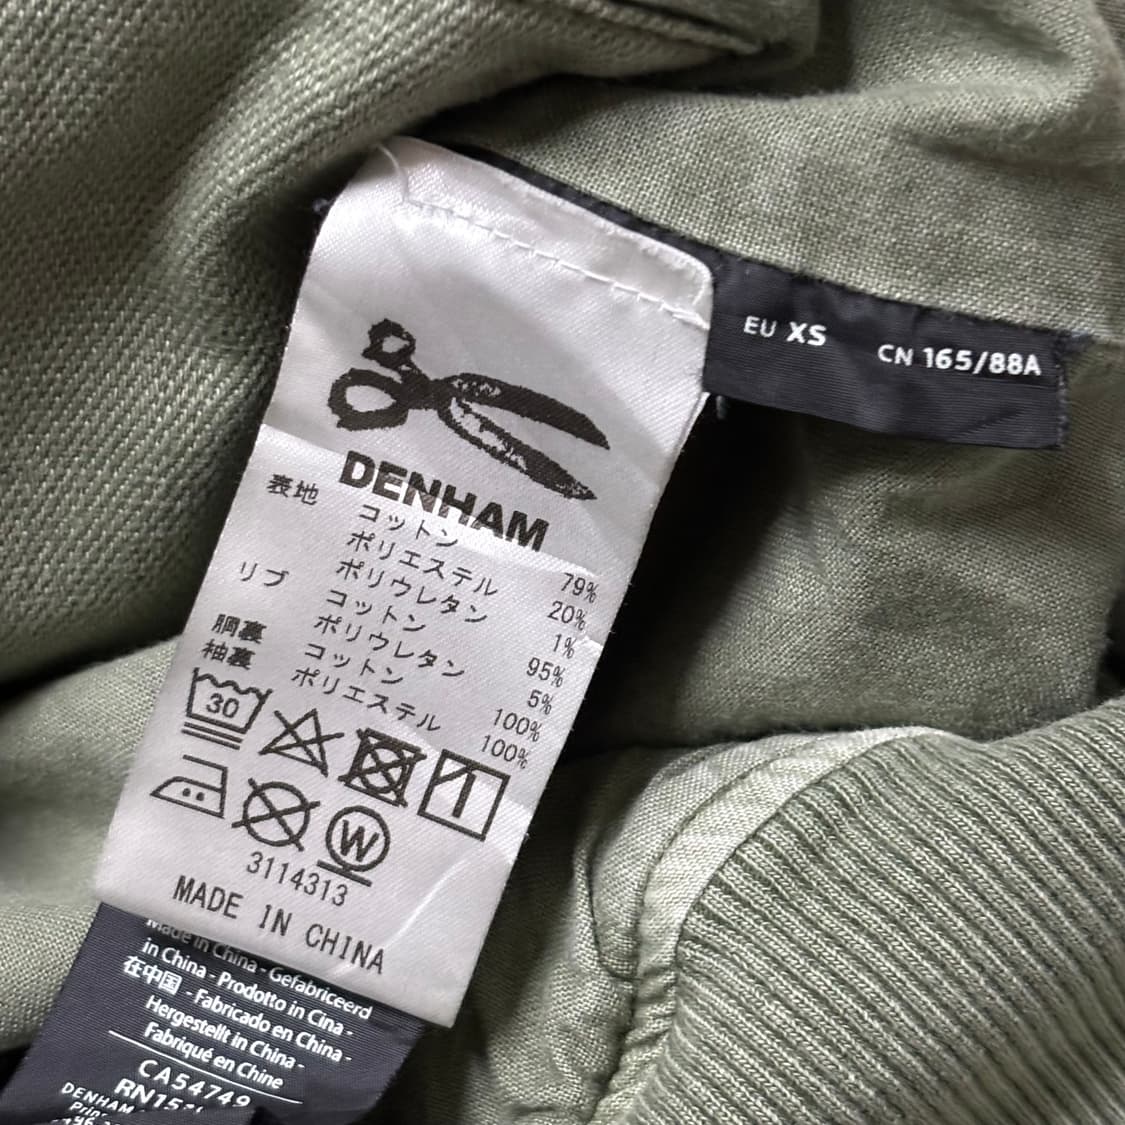 EU XS CN 165/88A
DENHAM
表地 コットン 79%
ポリエステル 20%
ポリウレタン 1%
リブ コットン 95%
ポリウレタン 5%
胴裏 コットン 100%
袖裏 ポリエステル 100%
30
W
3114313
MADE IN CHINA
Made in China - Gefabriceerd
in China - Prodotto in Cina -
在中国 - Fabricado en China -
Hergestellt in China -
Fabriqué en Chine
CA54749
DENHAM